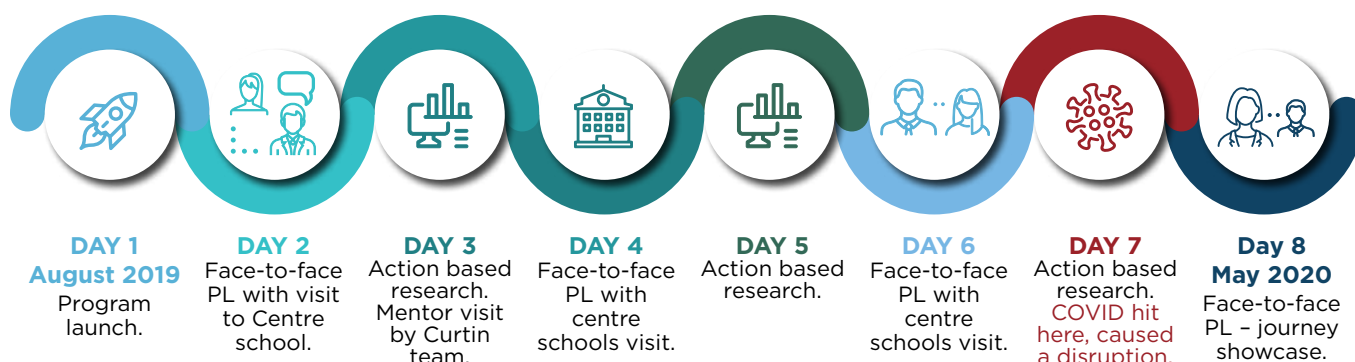 DAY 1
August 2019
Program
launch.
DAY 2
Face-to-face
PL with visit
to Centre
school.
DAY 3
Action based
research.
Mentor visit
by Curtin
team.
DAY 4
Face-to-face
PL with
centre
schools visit.
DAY 5
Action based
research.
DAY 6
Face-to-face
PL with
centre
schools visit.
DAY 7
Action based
research.
COVID hit
here, caused
a disruption.
Day 8
May 2020
Face-to-face
PL – journey
showcase.